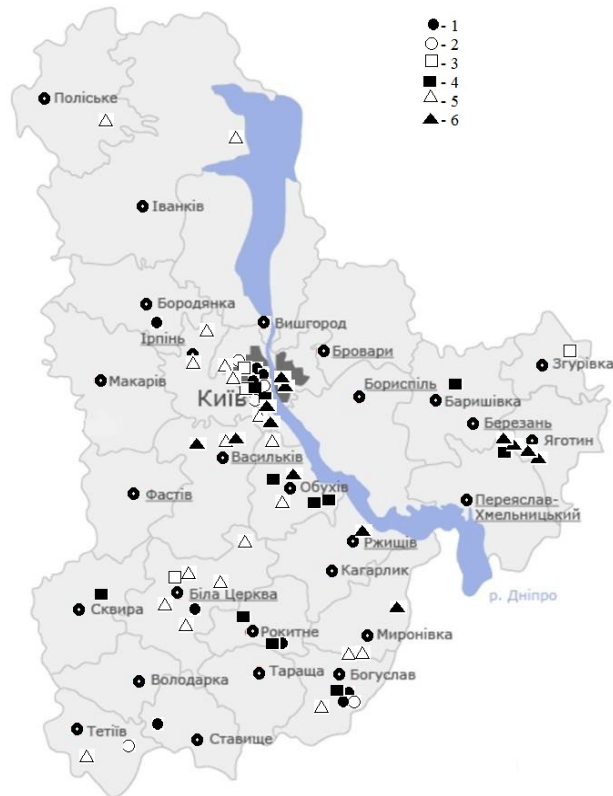 - 1
- 2
- 3
- 4
- 5
- 6
Поліське
Іванків
Бородянка
Ірпінь
Вишгород
Бровари
Згурівка
Макарів
Київ
Бориспіль
Баришівка
Березань
Яготин
Васильків
Обухів
Фастів
Переяслав-
Хмельницький
Ржищів
Кагарлик
р. Дніпро
Біла Церква
Сквира
Рокитне
Миронівка
Тараща
Богуслав
Володарка
Тетіїв
Ставище